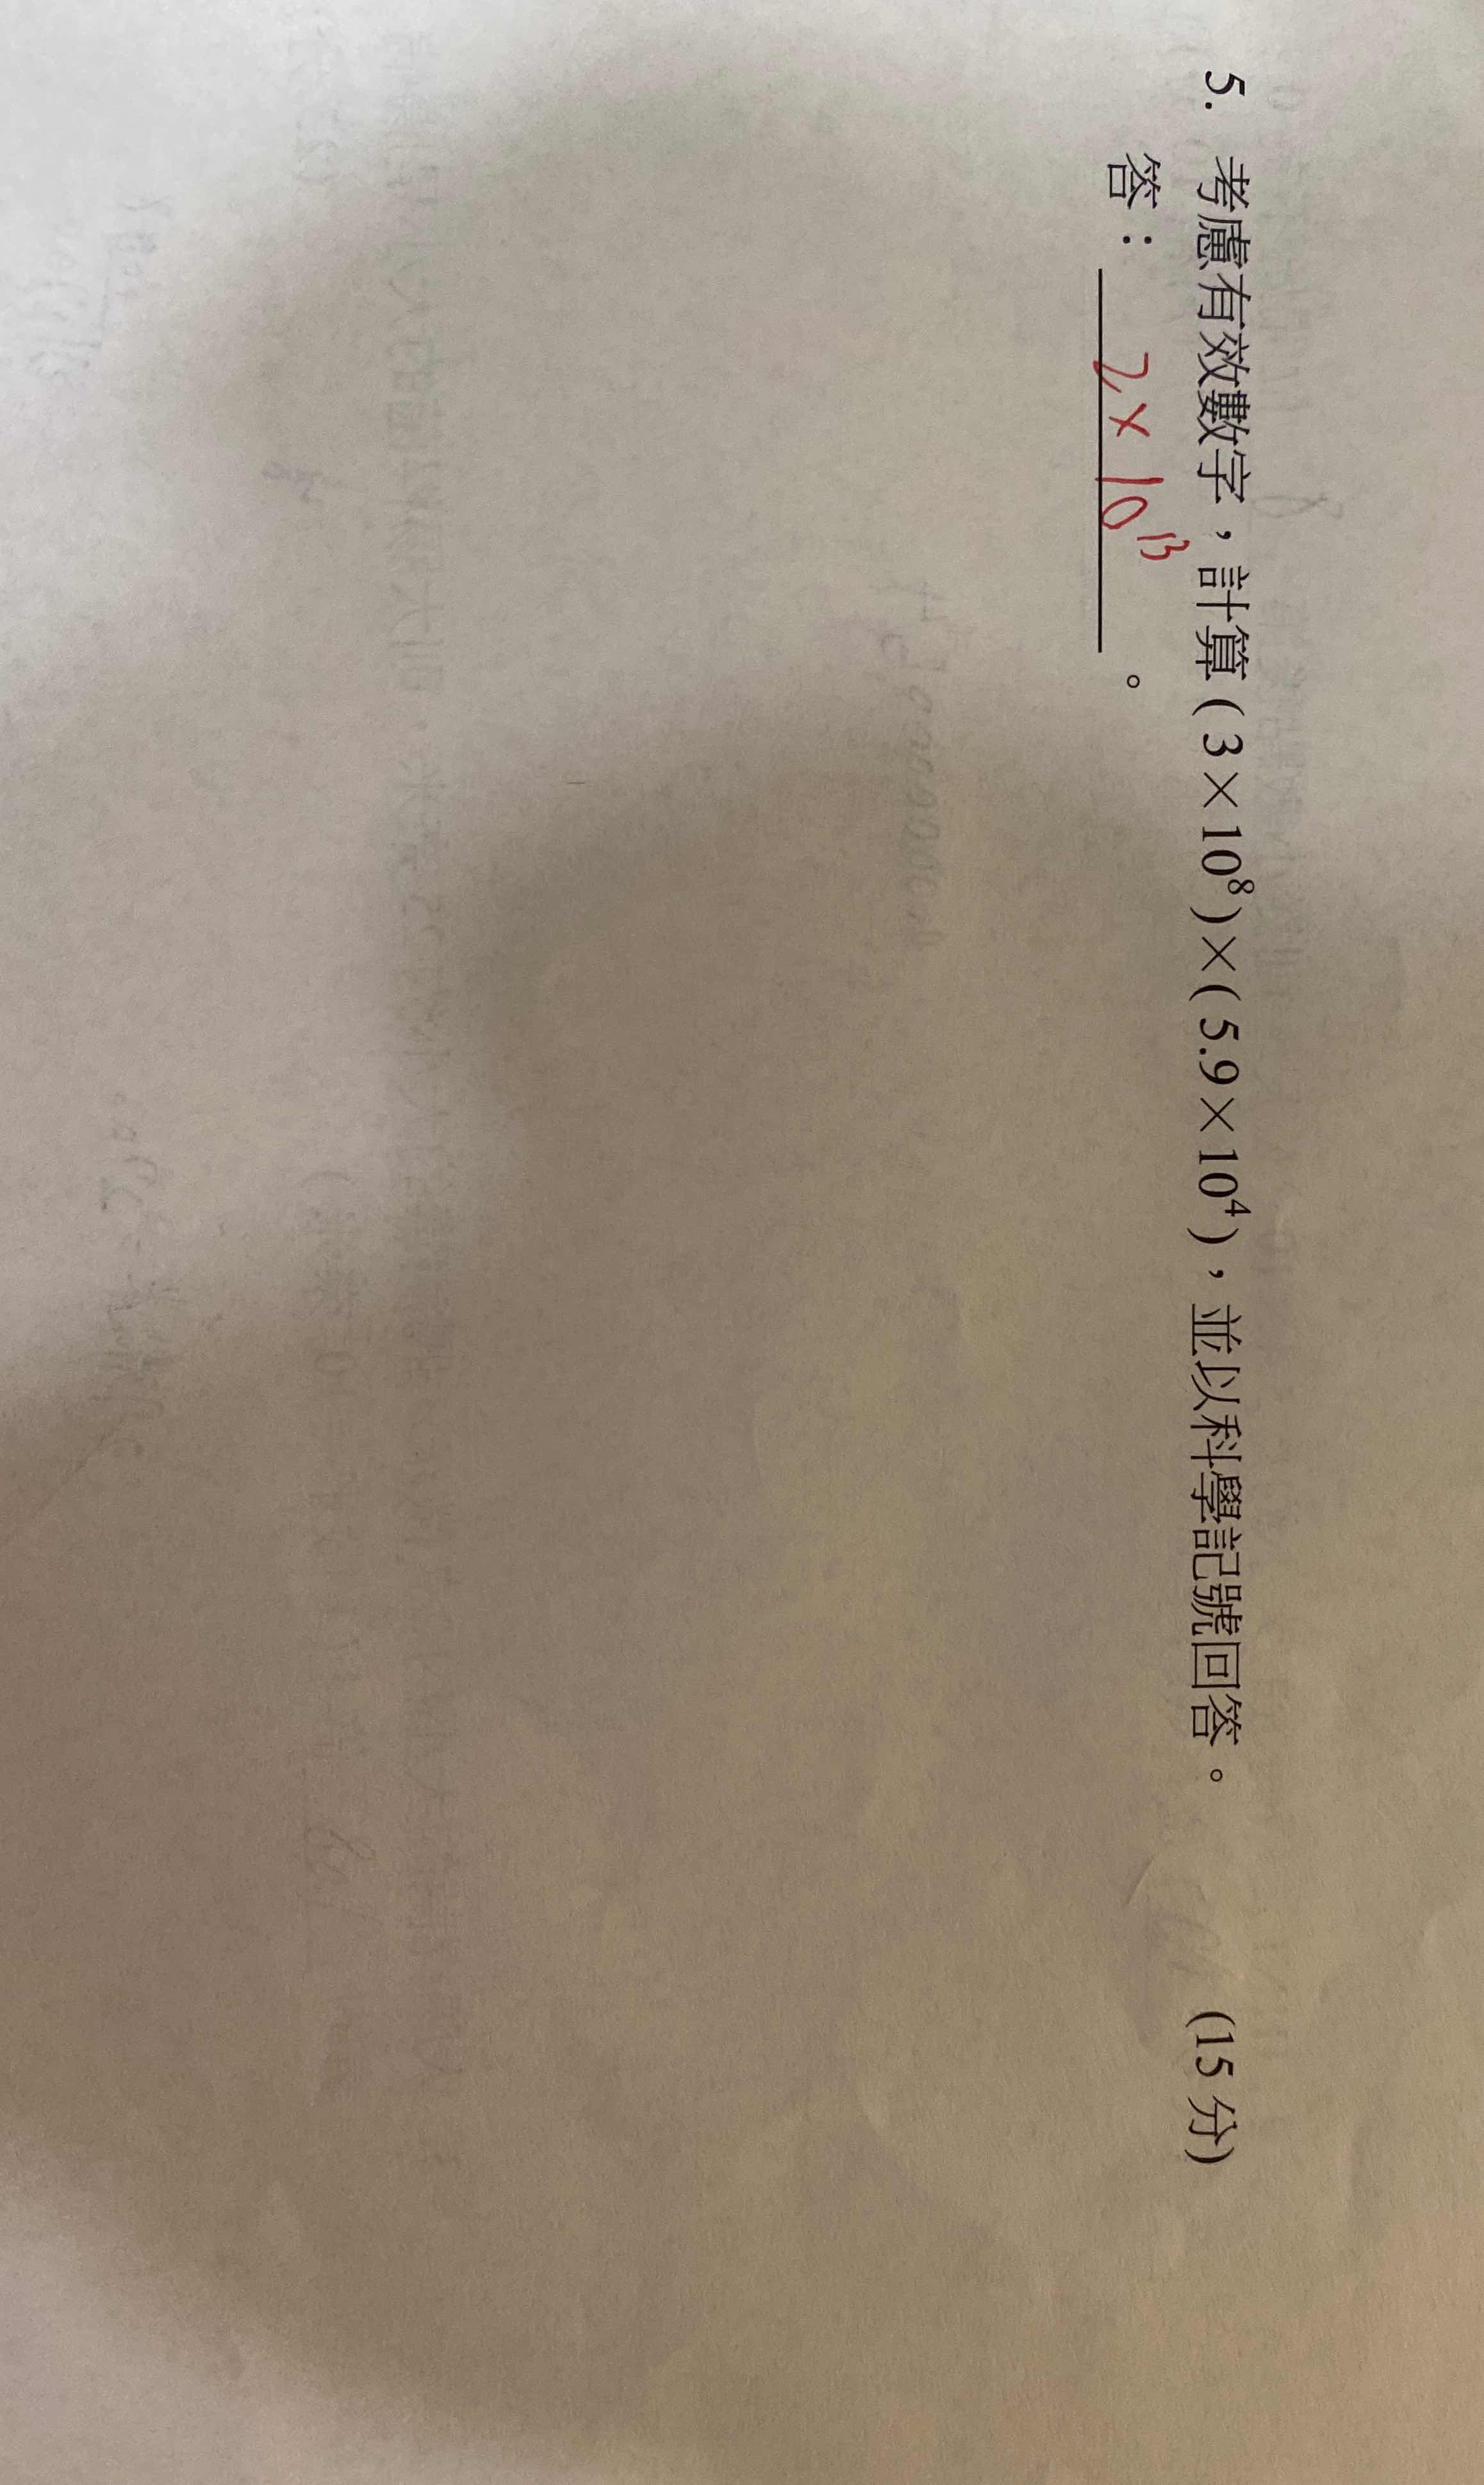 5. 考慮有效數字，計算(3×10⁸)×(5.9×10⁴)，並以科學記號回答。 (15 分)
答：2×10¹³。